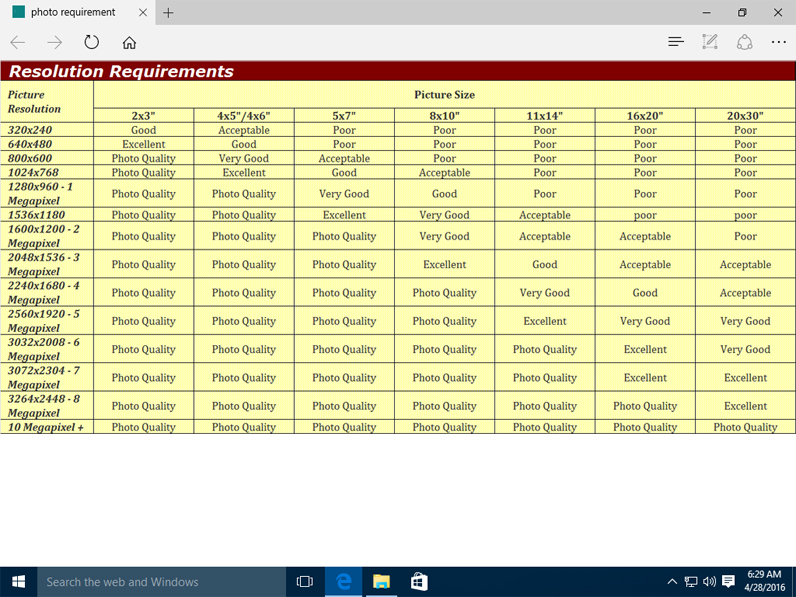 photo requirement
Resolution Requirements
Picture Resolution Picture Size
2x3" 4x5"/4x6" 5x7" 8x10" 11x14" 16x20" 20x30"
320x240 Good Acceptable Poor Poor Poor Poor Poor
640x480 Excellent Good Poor Poor Poor Poor Poor
800x600 Photo Quality Very Good Acceptable Poor Poor Poor Poor
1024x768 Photo Quality Excellent Good Acceptable Poor Poor Poor
1280x960 - 1 Megapixel Photo Quality Photo Quality Very Good Good Poor Poor Poor
1536x1180 Photo Quality Photo Quality Excellent Very Good Acceptable poor poor
1600x1200 - 2 Megapixel Photo Quality Photo Quality Photo Quality Very Good Acceptable Acceptable Poor
2048x1536 - 3 Megapixel Photo Quality Photo Quality Photo Quality Excellent Good Acceptable Acceptable
2240x1680 - 4 Megapixel Photo Quality Photo Quality Photo Quality Photo Quality Very Good Good Acceptable
2560x1920 - 5 Megapixel Photo Quality Photo Quality Photo Quality Photo Quality Excellent Very Good Very Good
3032x2008 - 6 Megapixel Photo Quality Photo Quality Photo Quality Photo Quality Photo Quality Excellent Very Good
3072x2304 - 7 Megapixel Photo Quality Photo Quality Photo Quality Photo Quality Photo Quality Excellent Excellent
3264x2448 - 8 Megapixel Photo Quality Photo Quality Photo Quality Photo Quality Photo Quality Photo Quality Excellent
10 Megapixel + Photo Quality Photo Quality Photo Quality Photo Quality Photo Quality Photo Quality Photo Quality
Search the web and Windows
6:29 AM
4/28/2016